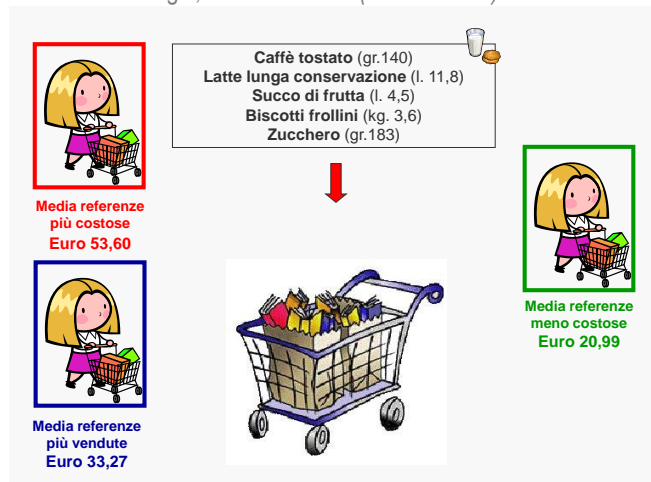 Caffè tostato (gr.140)
Latte lunga conservazione (l. 11,8)
Succo di frutta (l. 4,5)
Biscotti frollini (kg. 3,6)
Zucchero (gr.183)
Media referenze
più costose
Euro 53,60
Media referenze
meno costose
Euro 20,99
Media referenze
più vendute
Euro 33,27